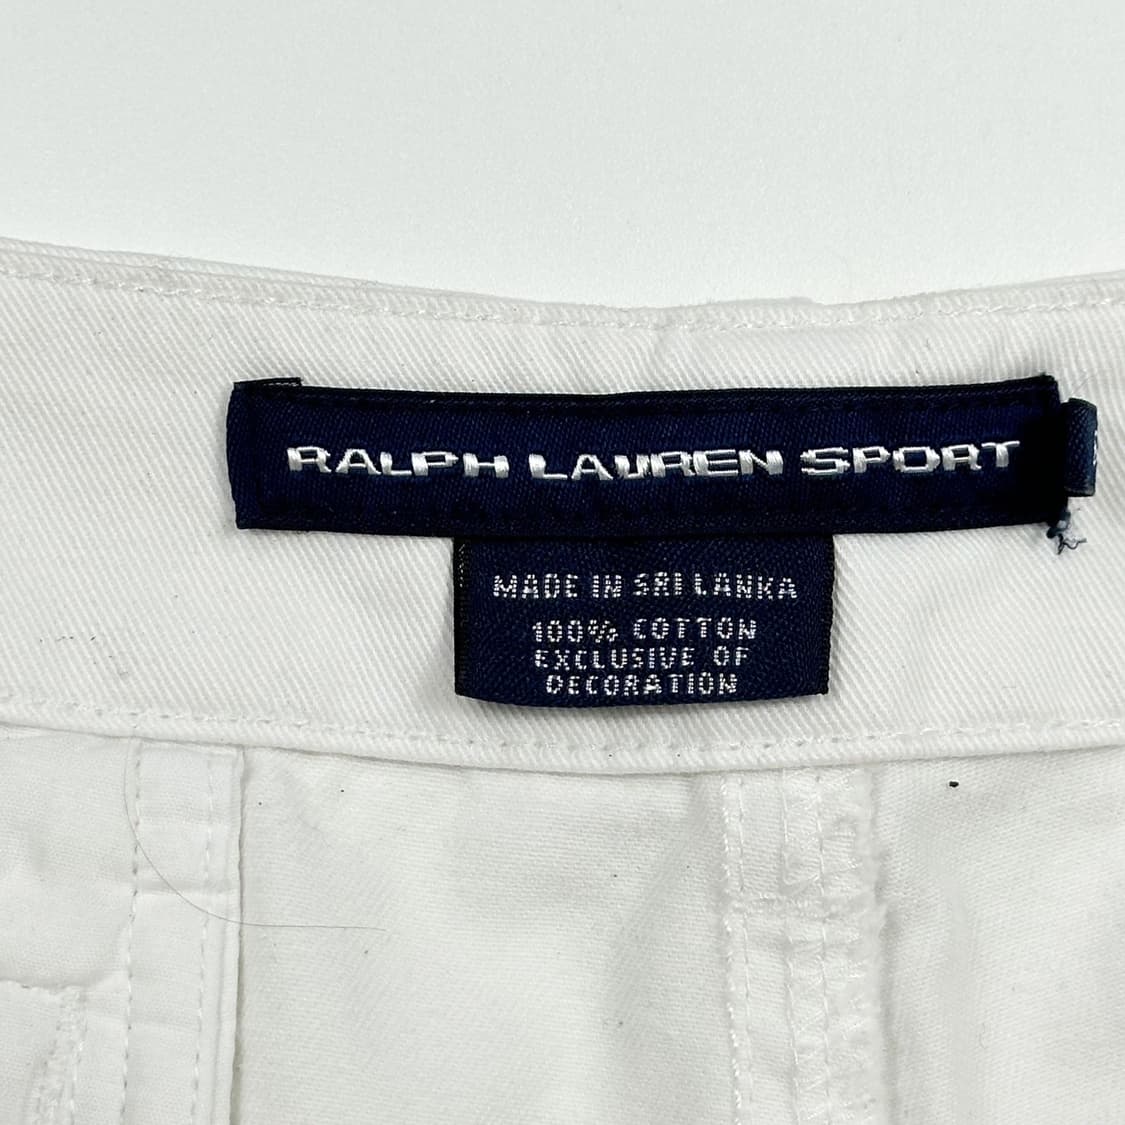 RALPH LAUREN SPORT
MADE IN SRI LANKA
100% COTTON
EXCLUSIVE OF
DECORATION